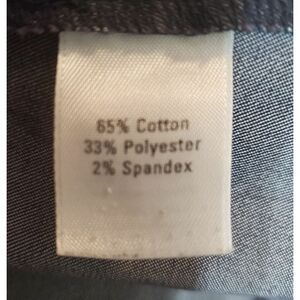 65% Cotton
33% Polyester
2% Spandex